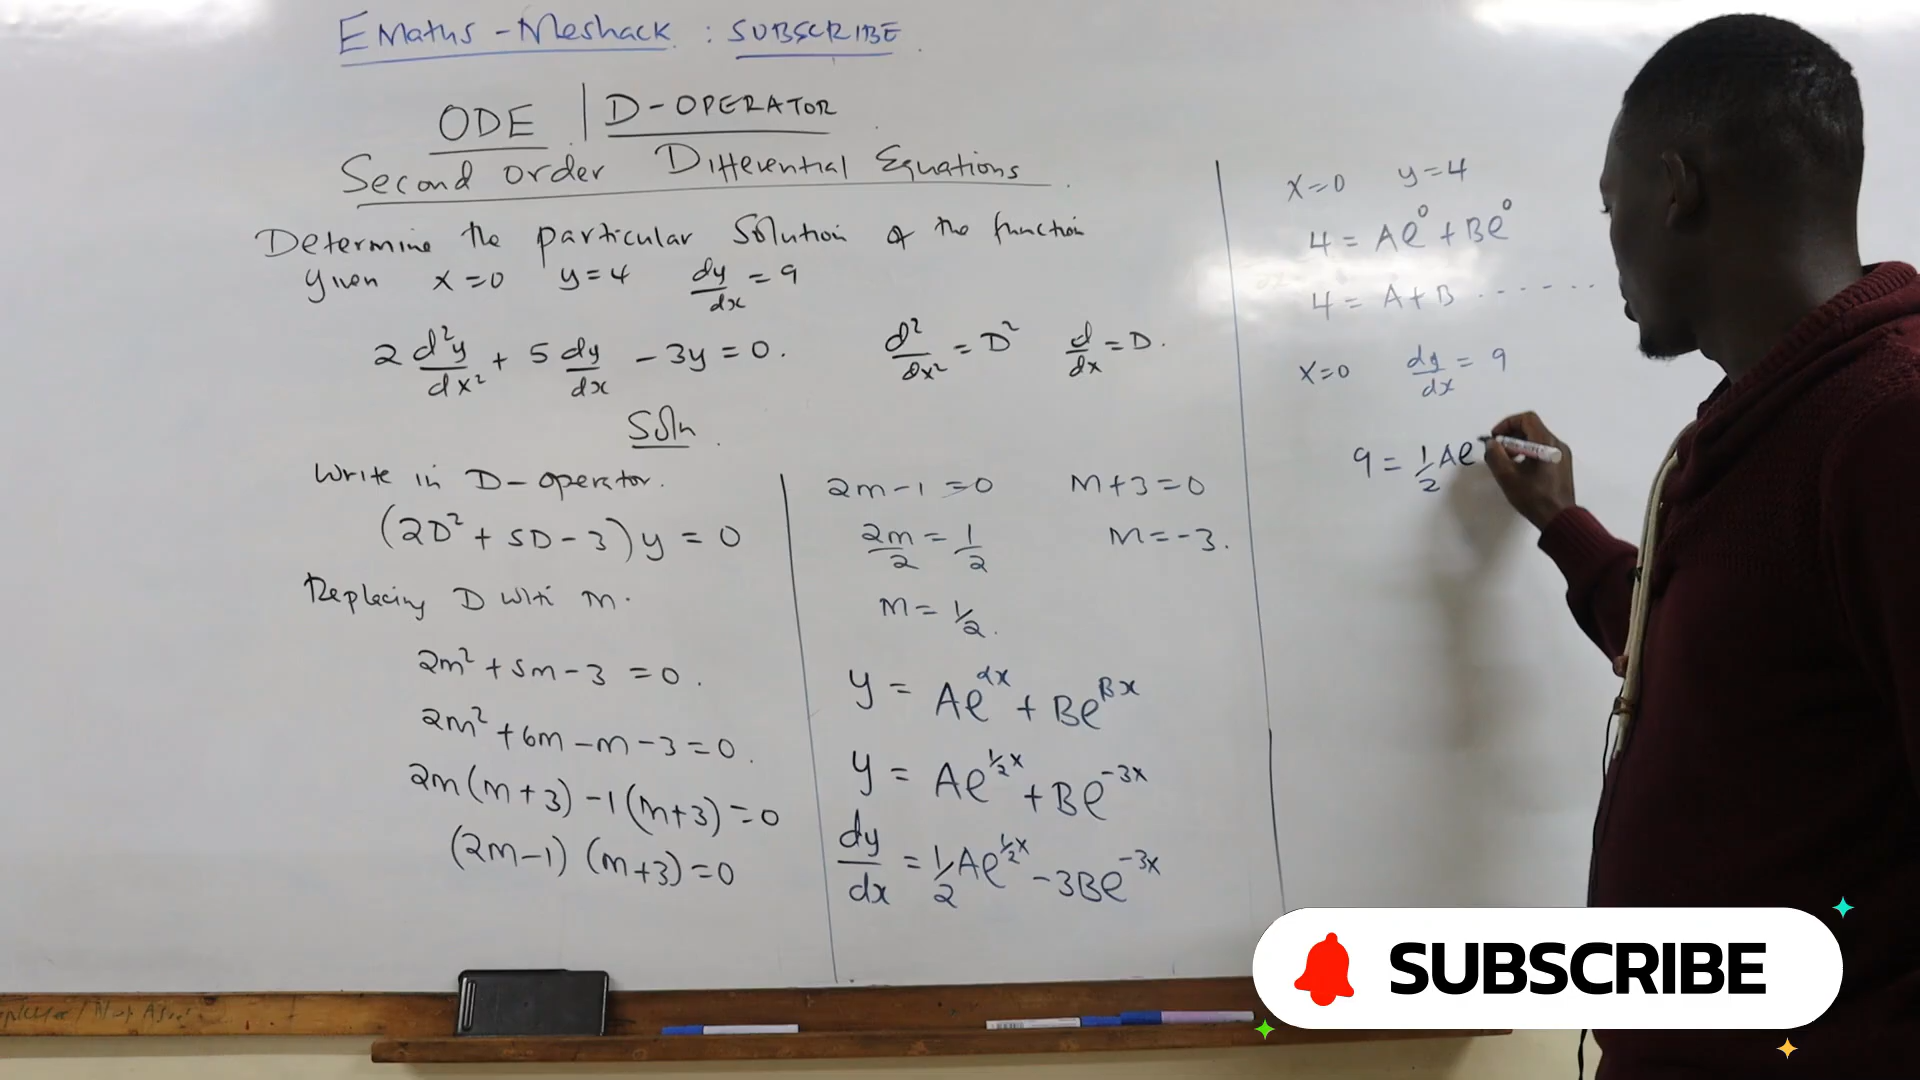 EMaths - Meshack : SUBSCRIBE
ODE | D-OPERATOR
Second order Differential Equations
Determine the particular Solution of the function
given x=0 y=4 dy/dx = 9
2 d²y/dx² + 5 dy/dx - 3y = 0. d²/dx² = D² d/dx = D.
Soln
Write in D-operator.
(2D² + 5D - 3)y = 0
Replacing D with m.
2m² + 5m - 3 = 0.
2m² + 6m - m - 3 = 0.
2m(m+3) - 1(m+3) = 0
(2m-1) (m+3) = 0
2m - 1 = 0 m+3 = 0
2m/2 = 1/2 m = -3.
m = 1/2.
y = Ae^αx + Be^βx
y = Ae^½x + Be^-3x
dy/dx = 1/2 Ae^½x - 3Be^-3x
x=0 y=4
4 = Ae⁰ + Be⁰
4 = A+B ......
x=0 dy/dx = 9
9 = 1/2 Ae
SUBSCRIBE